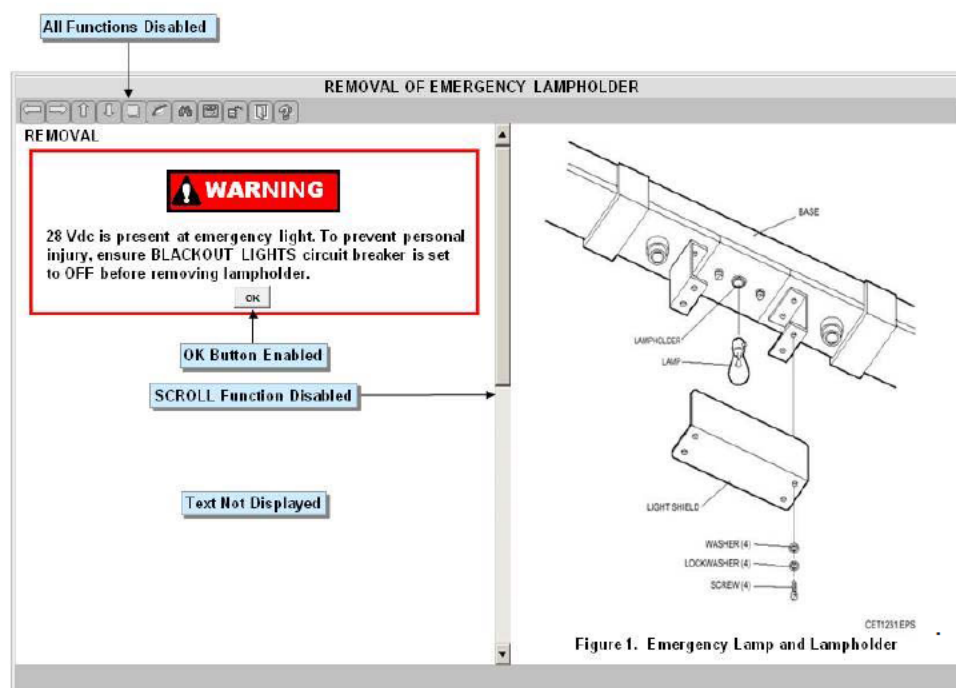 All Functions Disabled
REMOVAL OF EMERGENCY LAMPHOLDER
REMOVAL
WARNING
28 Vdc is present at emergency light. To prevent personal
injury, ensure BLACKOUT LIGHTS circuit breaker is set
to OFF before removing lampholder.
OK
OK Button Enabled
SCROLL Function Disabled
Text Not Displayed
BASE
LAMPHOLDER
LAMP
LIGHT SHIELD
WASHER (4)
LOCKWASHER (4)
SCREW (4)
CET1231.EPS
Figure 1. Emergency Lamp and Lampholder